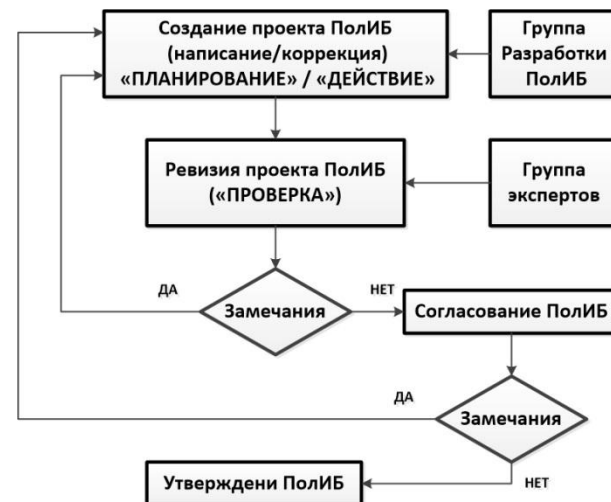 Создание проекта ПолИБ
(написание/коррекция)
«ПЛАНИРОВАНИЕ» / «ДЕЙСТВИЕ»
Группа
Разработки
ПолИБ
Ревизия проекта ПолИБ
(«ПРОВЕРКА»)
Группа
экспертов
ДА
Замечания
НЕТ
Согласование ПолИБ
ДА
Замечания
Утверждени ПолИБ
НЕТ